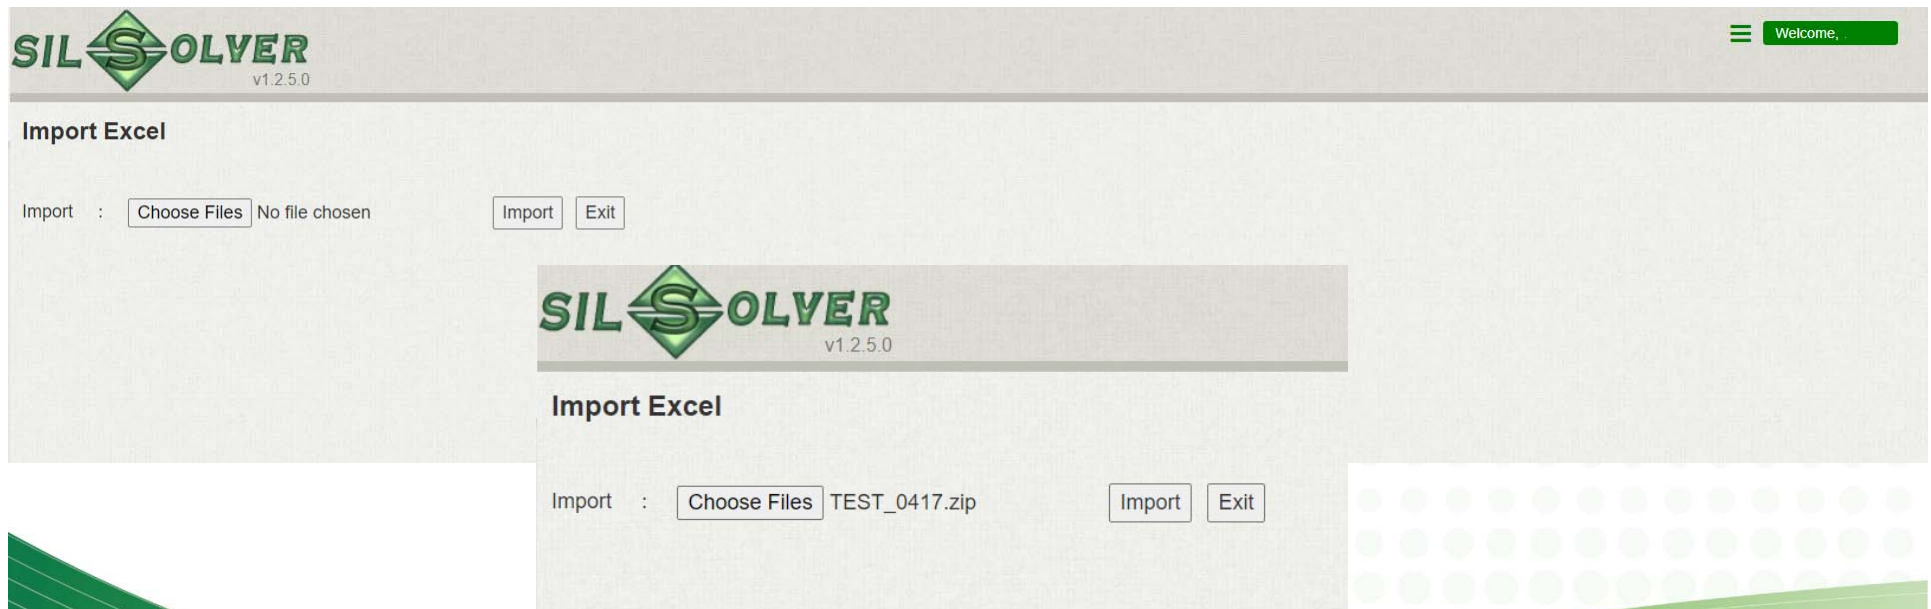 SIL SOLVER
v1.2.5.0
Welcome, .
Import Excel
Import : Choose Files No file chosen Import Exit
SIL SOLVER
v1.2.5.0
Import Excel
Import : Choose Files TEST_0417.zip Import Exit